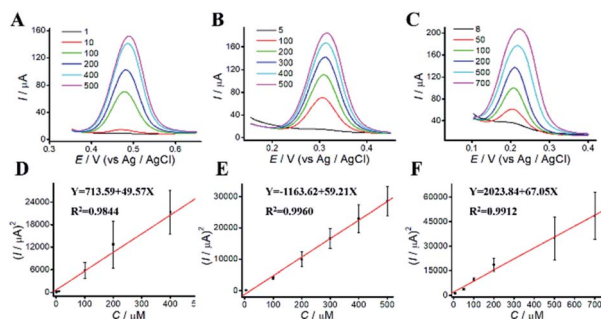 A B C
160
120
80
40
0
I / μA
1
10
100
200
400
500
0.3 0.4 0.5 0.6
E / V (vs Ag / AgCl)
160
120
80
40
0
I / μA
5
100
200
300
400
500
0.2 0.3 0.4
E / V (vs Ag / AgCl)
200
160
120
80
40
0
I / μA
8
50
100
200
500
700
0.1 0.2 0.3 0.4
E / V (vs Ag / AgCl)
D E F
24000
18000
12000
6000
0
(I / μA)²
Y=713.59+49.57X
R²=0.9844
0 100 200 300 400
C / μM
30000
20000
10000
0
(I / μA)²
Y=-1163.62+59.21X
R²=0.9960
0 100 200 300 400 500
C / μM
60000
45000
30000
15000
0
(I / μA)²
Y=2023.84+67.05X
R²=0.9912
0 100 200 300 400 500 600 700
C / μM